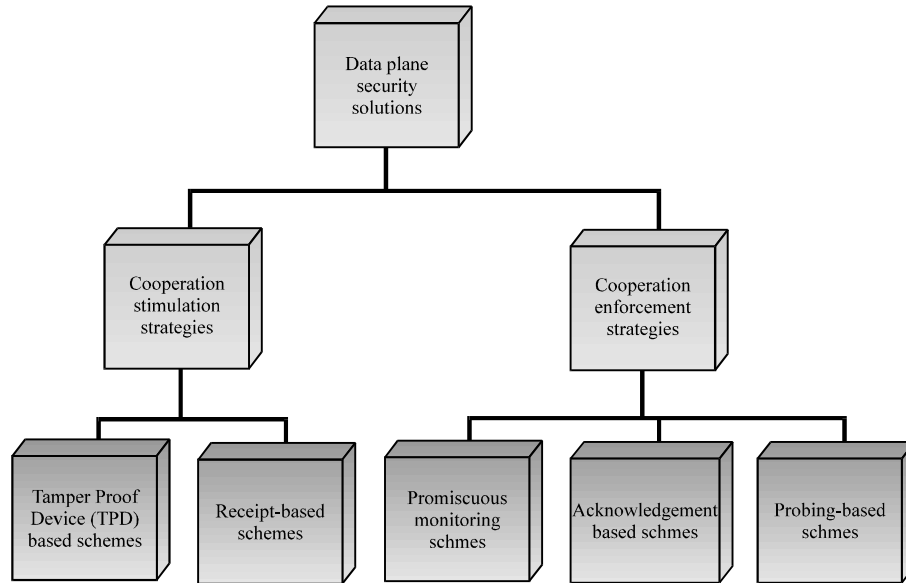 Data plane
security
solutions
Cooperation
stimulation
strategies
Cooperation
enforcement
strategies
Tamper Proof
Device (TPD)
based schemes
Receipt-based
schemes
Promiscuous
monitoring
schmes
Acknowledgement
based schmes
Probing-based
schmes